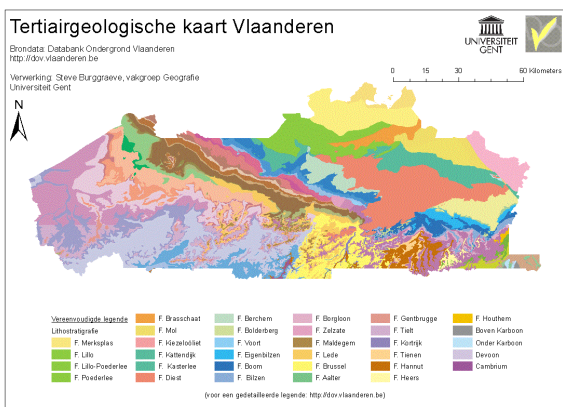 Tertiairgeologische kaart Vlaanderen
Brondata: Databank Ondergrond Vlaanderen
http://dov.vlaanderen.be
Verwerking: Steve Burggraeve, vakgroep Geografie
Universiteit Gent
UNIVERSITEIT
GENT
0 15 30 60 Kilometers
N
Vereenvoudigde legende
Lithostratigrafie
F. Merksplas
F. Lillo
F. Lillo-Poederlee
F. Poederlee
F. Brasschaat
F. Mol
F. Kiezeloöliet
F. Kattendijk
F. Kasterlee
F. Diest
F. Berchem
F. Bolderberg
F. Voort
F. Eigenbilzen
F. Boom
F. Bilzen
F. Borgloon
F. Zelzate
F. Maldegem
F. Lede
F. Brussel
F. Aalter
F. Gentbrugge
F. Tielt
F. Kortrijk
F. Tienen
F. Hannut
F. Heers
F. Houthem
Boven Karboon
Onder Karboon
Devoon
Cambrium
(voor een gedetailleerde legende: http://dov.vlaanderen.be)